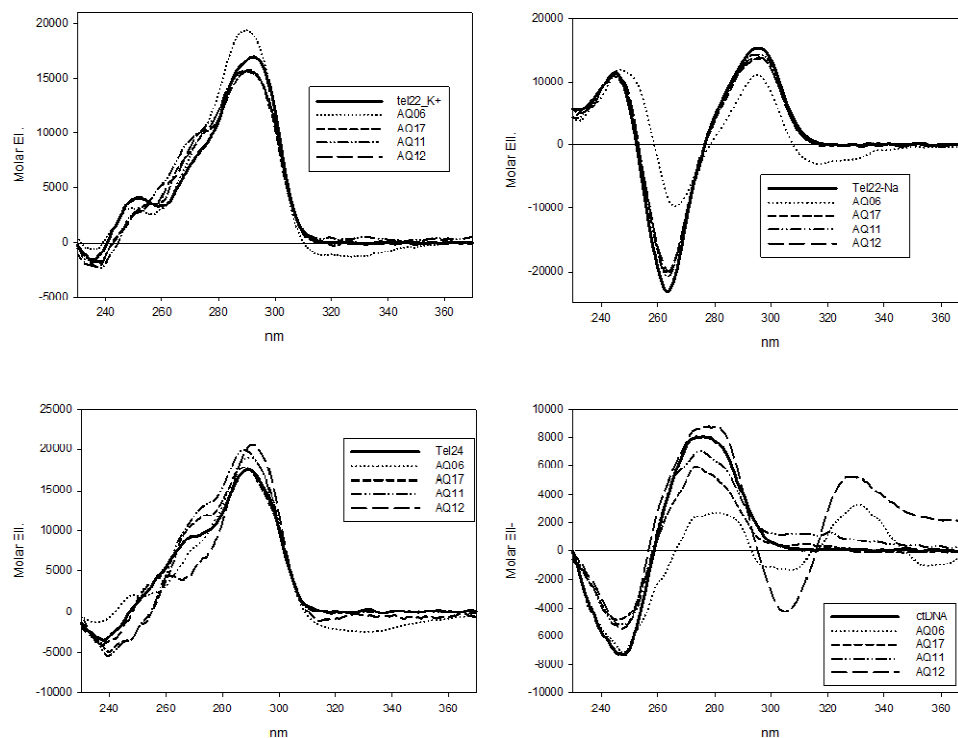 20000
15000
10000
5000
0
-5000
Molar El.
240 260 280 300 320 340 360
nm
tel22_K+
AQ06
AQ17
AQ11
AQ12
20000
10000
0
-10000
-20000
Molar Ell.
240 260 280 300 320 340 360
nm
Tel22-Na
AQ06
AQ17
AQ11
AQ12
25000
20000
15000
10000
5000
0
-5000
-10000
Molar Ell.
240 260 280 300 320 340 360
nm
Tel24
AQ06
AQ17
AQ11
AQ12
10000
8000
6000
4000
2000
0
-2000
-4000
-6000
-8000
-10000
Molar Ell-
240 260 280 300 320 340 360
nm
ctDNA
AQ06
AQ17
AQ11
AQ12